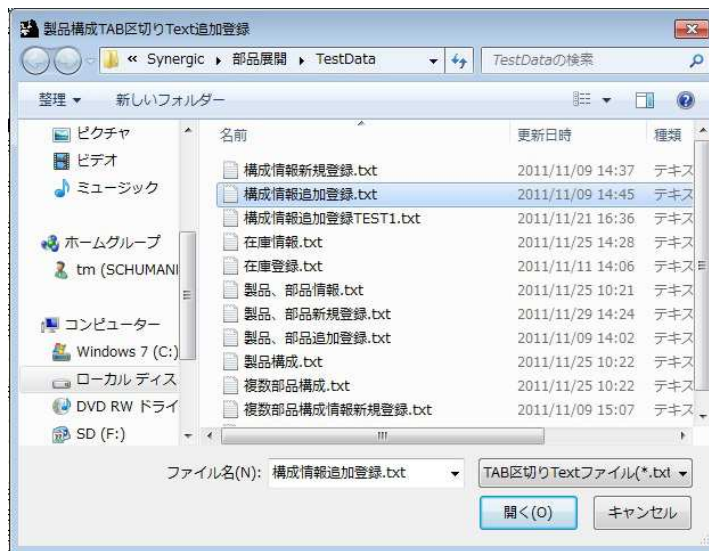 製品構成TAB区切りText追加登録
« Synergic ▸ 部品展開 ▸ TestData
TestDataの検索
整理 ▼ 新しいフォルダー
ピクチャ
ビデオ
ミュージック
ホームグループ
tm (SCHUMANI
コンピューター
Windows 7 (C:)
ローカル ディス
DVD RW ドライ
SD (F:)
名前 更新日時 種類
構成情報新規登録.txt 2011/11/09 14:37 テキス
構成情報追加登録.txt 2011/11/09 14:45 テキス
構成情報追加登録TEST1.txt 2011/11/21 16:36 テキス
在庫情報.txt 2011/11/25 14:28 テキス
在庫登録.txt 2011/11/11 14:06 テキス
製品、部品情報.txt 2011/11/25 10:21 テキス
製品、部品新規登録.txt 2011/11/29 14:24 テキス
製品、部品追加登録.txt 2011/11/09 14:02 テキス
製品構成.txt 2011/11/25 10:22 テキス
複数部品構成.txt 2011/11/25 10:22 テキス
複数部品構成情報新規登録.txt 2011/11/09 15:07 テキス
ファイル名(N): 構成情報追加登録.txt
TAB区切りTextファイル(*.txt
開く(O) キャンセル